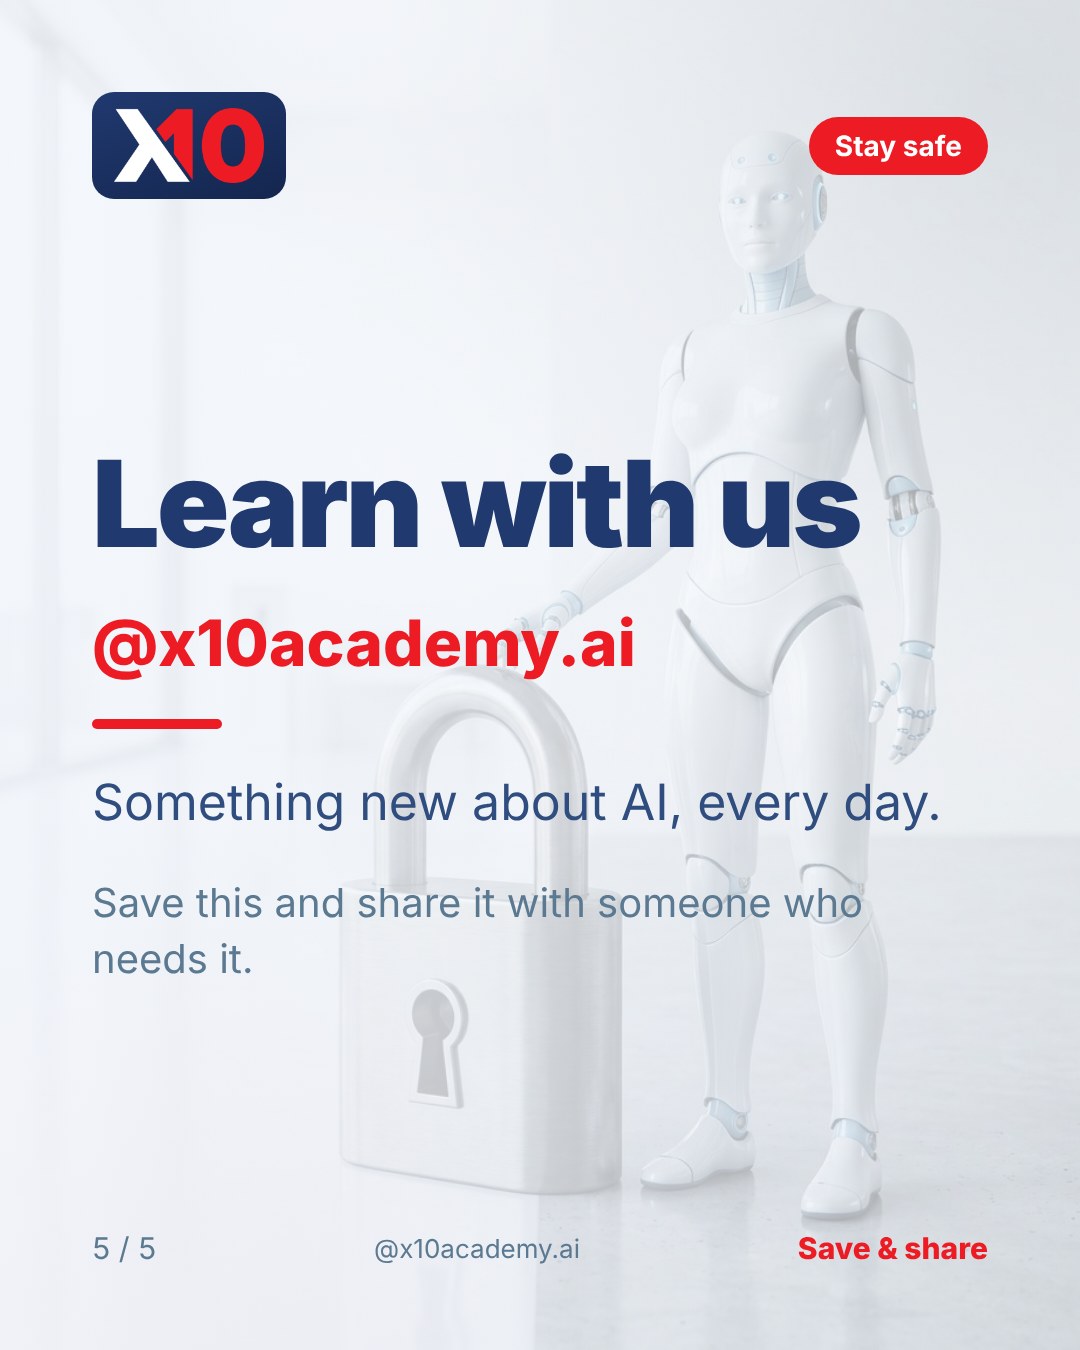 X10
Stay safe
Learn with us
@x10academy.ai
Something new about AI, every day.
Save this and share it with someone who
needs it.
5 / 5
@x10academy.ai
Save & share